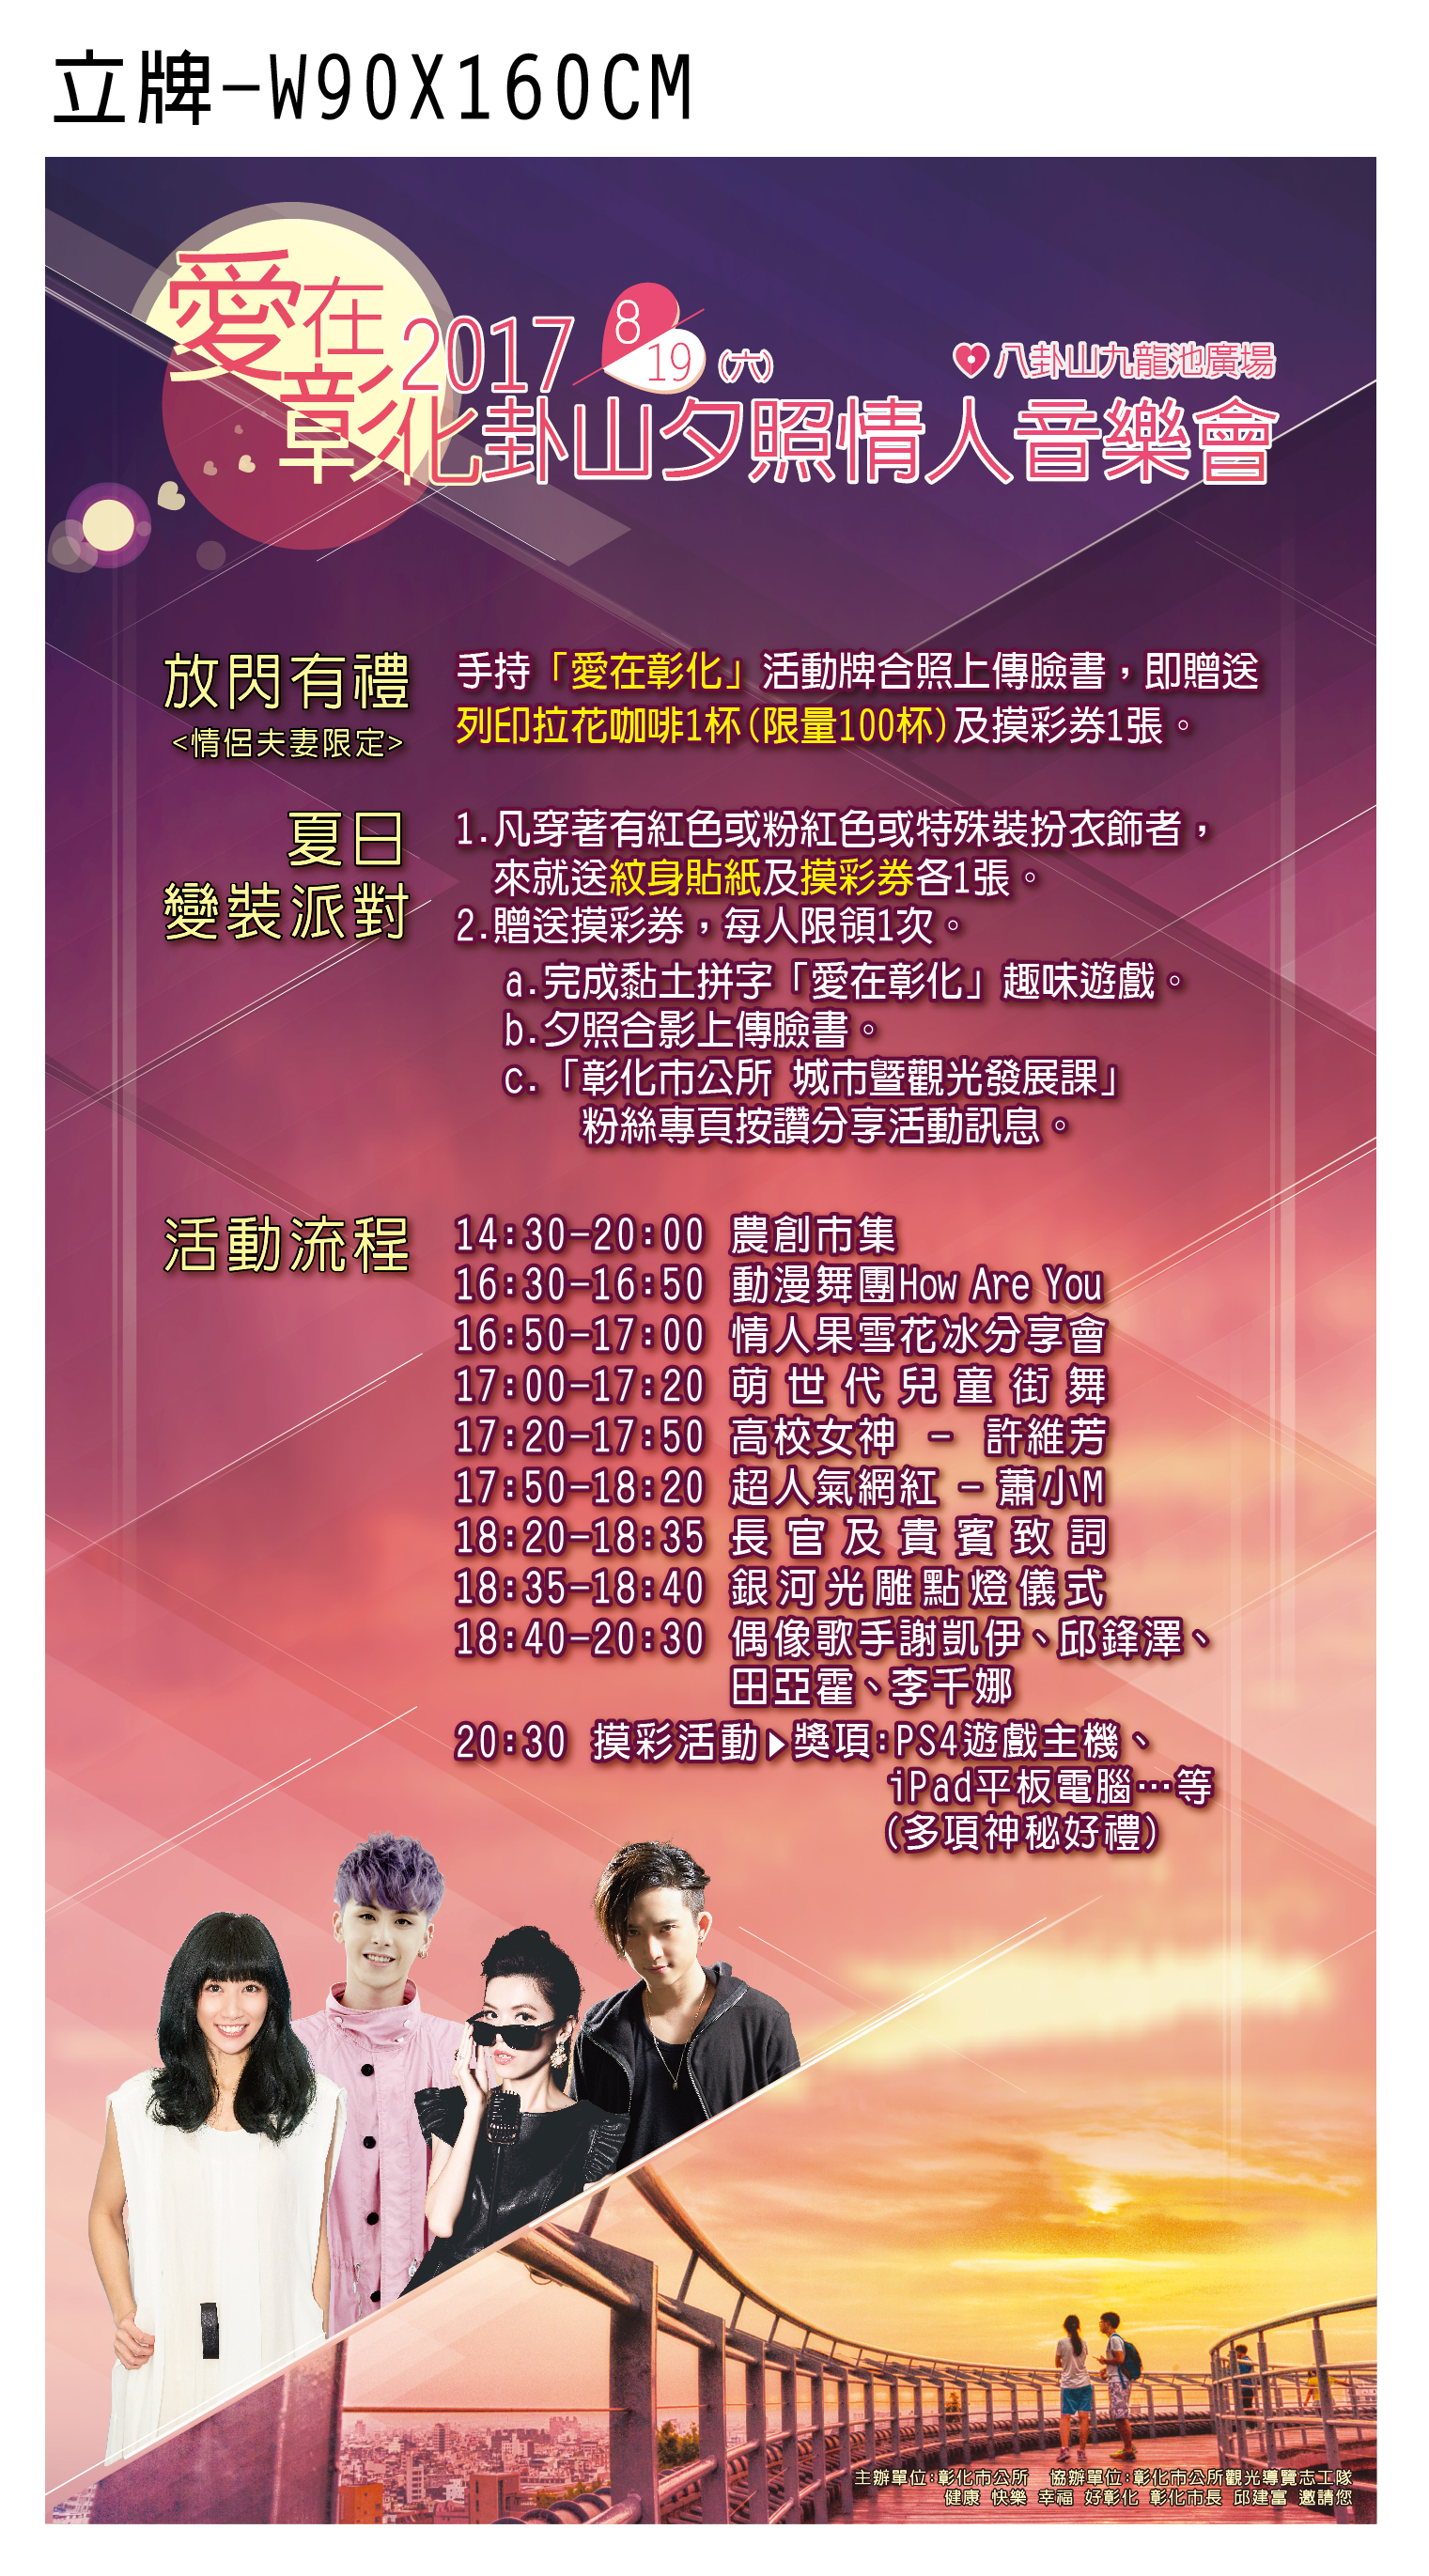 立牌-W90X160CM
愛在
彰化
2017 8/19 (六)
八卦山九龍池廣場
卦山夕照情人音樂會
放閃有禮
<情侶夫妻限定>
手持「愛在彰化」活動牌合照上傳臉書，即贈送
列印拉花咖啡1杯(限量100杯)及摸彩券1張。
夏日
變裝派對
1.凡穿著有紅色或粉紅色或特殊裝扮衣飾者，
來就送紋身貼紙及摸彩券各1張。
2.贈送摸彩券，每人限領1次。
a.完成黏土拼字「愛在彰化」趣味遊戲。
b.夕照合影上傳臉書。
c.「彰化市公所 城市暨觀光發展課」
粉絲專頁按讚分享活動訊息。
活動流程
14:30-20:00 農創市集
16:30-16:50 動漫舞團How Are You
16:50-17:00 情人果雪花冰分享會
17:00-17:20 萌世代兒童街舞
17:20-17:50 高校女神 - 許維芳
17:50-18:20 超人氣網紅 - 蕭小M
18:20-18:35 長官及貴賓致詞
18:35-18:40 銀河光雕點燈儀式
18:40-20:30 偶像歌手謝凱伊、邱鋒澤、
田亞霍、李千娜
20:30 摸彩活動▶獎項:PS4遊戲主機、
iPad平板電腦…等
(多項神秘好禮)
主辦單位:彰化市公所 協辦單位:彰化市公所觀光導覽志工隊
健康 快樂 幸福 好彰化 彰化市長 邱建富 邀請您